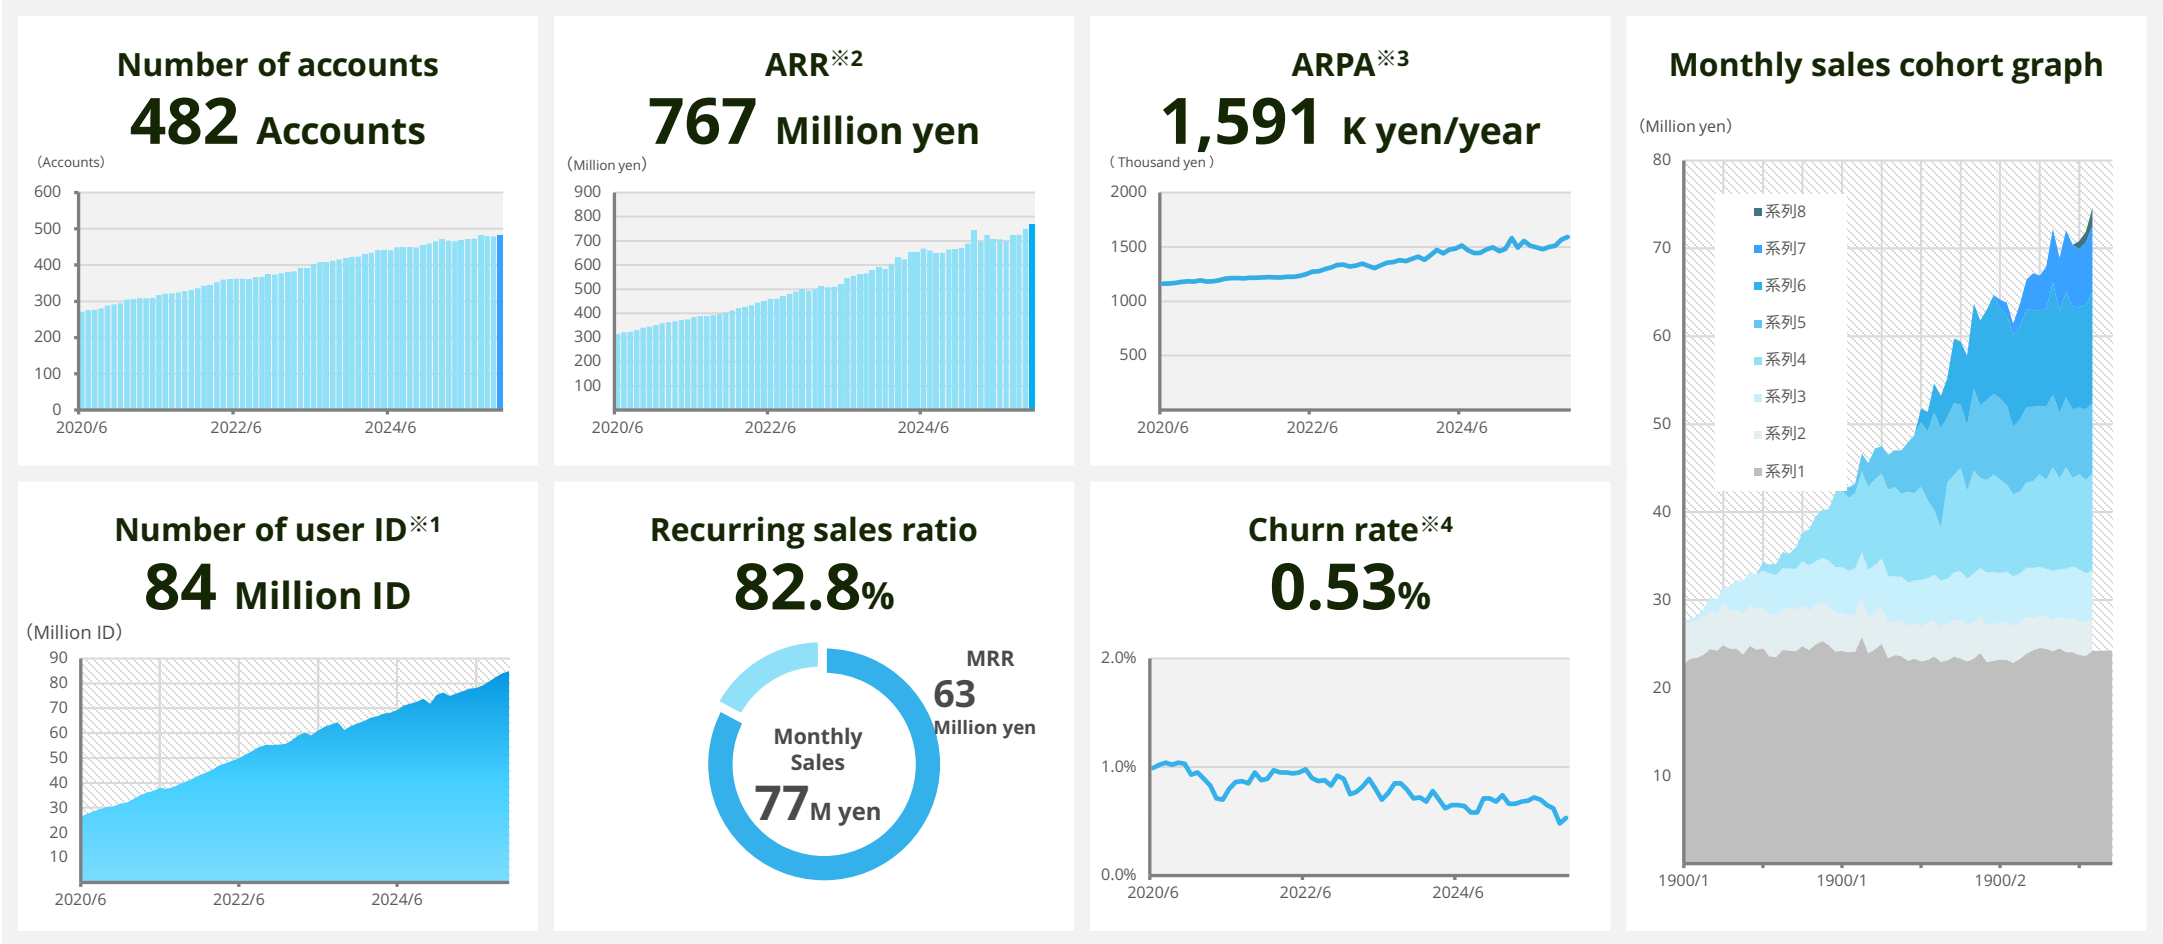 Number of accounts
482 Accounts
(Accounts)
600
500
400
300
200
100
0
2020/6 2022/6 2024/6
ARR※2
767 Million yen
(Million yen)
900
800
700
600
500
400
300
200
100
2020/6 2022/6 2024/6
ARPA※3
1,591 K yen/year
( Thousand yen )
2000
1500
1000
500
2020/6 2022/6 2024/6
Monthly sales cohort graph
(Million yen)
80
70
60
50
40
30
20
10
系列8
系列7
系列6
系列5
系列4
系列3
系列2
系列1
1900/1 1900/1 1900/2
Number of user ID※1
84 Million ID
(Million ID)
90
80
70
60
50
40
30
20
10
2020/6 2022/6 2024/6
Recurring sales ratio
82.8%
MRR
63
Million yen
Monthly
Sales
77M yen
Churn rate※4
0.53%
2.0%
1.0%
0.0%
2020/6 2022/6 2024/6